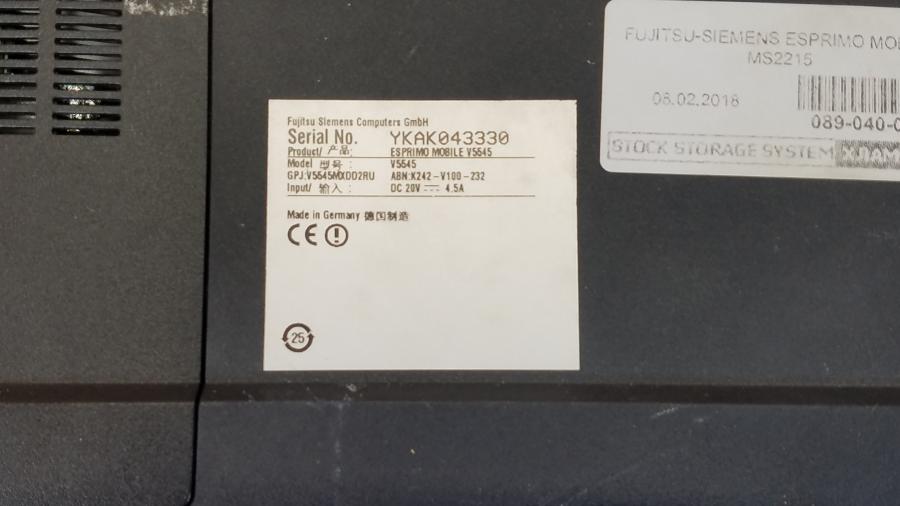 Fujitsu Siemens Computers GmbH
Serial No. YKAK043330
Product/ 产品: ESPRIMO MOBILE V5545
Model 型号: V5545
GPJ:V5545MXDD2RU ABN:K242-V100-232
Input/ 输入: DC 20V 4.5A
Made in Germany 德国制造
CE
25
FUJITSU-SIEMENS ESPRIMO
MS2215
06.02.2018
089-040-0
STOCK STORAGE SYSTEM